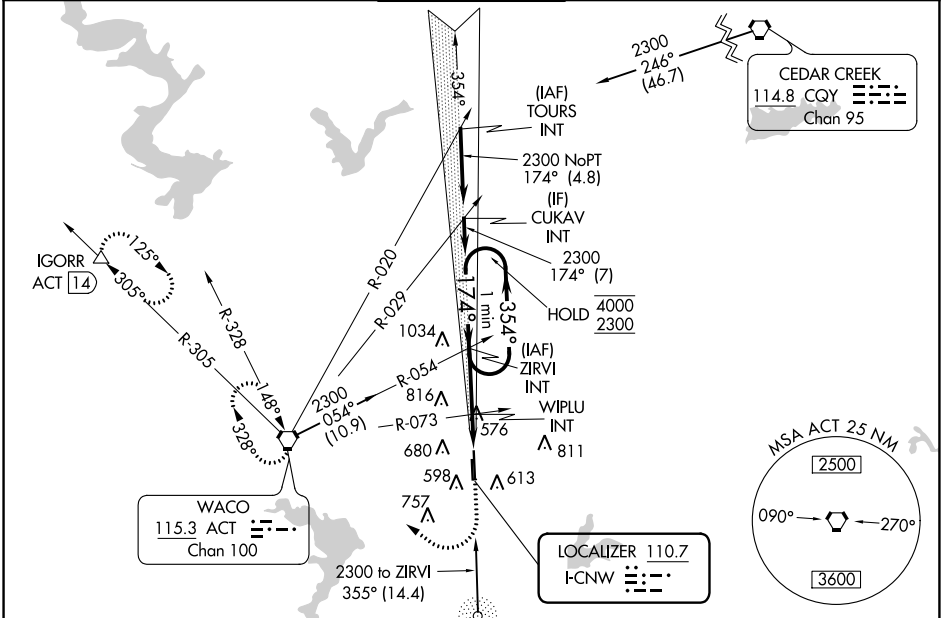 2300
246°
(46.7)
CEDAR CREEK
114.8 CQY
Chan 95
354°
(IAF)
TOURS
INT
2300 NoPT
174° (4.8)
(IF)
CUKAV
INT
2300
174° (7)
HOLD 4000
2300
174°
1 min
354°
(IAF)
ZIRVI
INT
WIPLU
INT
IGORR
ACT 14
125°
305°
R-305
R-328
148°
328°
R-020
R-029
R-054
R-073
2300
054°
(10.9)
1034
816
576
680
811
598
613
757
WACO
115.3 ACT
Chan 100
2300 to ZIRVI
355° (14.4)
LOCALIZER 110.7
I-CNW
MSA ACT 25 NM
2500
090°
270°
3600